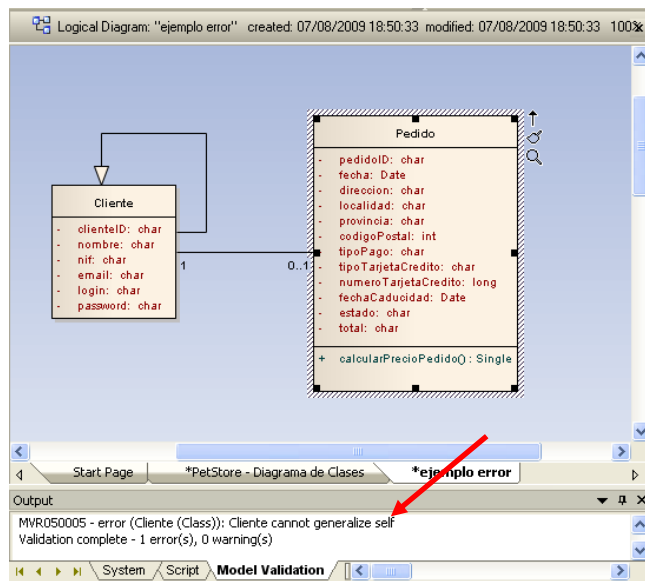 Logical Diagram: "ejemplo error" created: 07/08/2009 18:50:33 modified: 07/08/2009 18:50:33 100%
Pedido
- pedidoID: char
- fecha: Date
- direccion: char
- localidad: char
- provincia: char
- codigoPostal: int
- tipoPago: char
- tipoTarjetaCredito: char
- numeroTarjetaCredito: long
- fechaCaducidad: Date
- estado: char
- total: char
+ calcularPrecioPedido() : Single
Cliente
- clienteID: char
- nombre: char
- nif: char
- email: char
- login: char
- password: char
1
0..1
Start Page
*PetStore - Diagrama de Clases
*ejemplo error
Output
MVR050005 - error (Cliente (Class)): Cliente cannot generalize self
Validation complete - 1 error(s), 0 warning(s)
System
Script
Model Validation